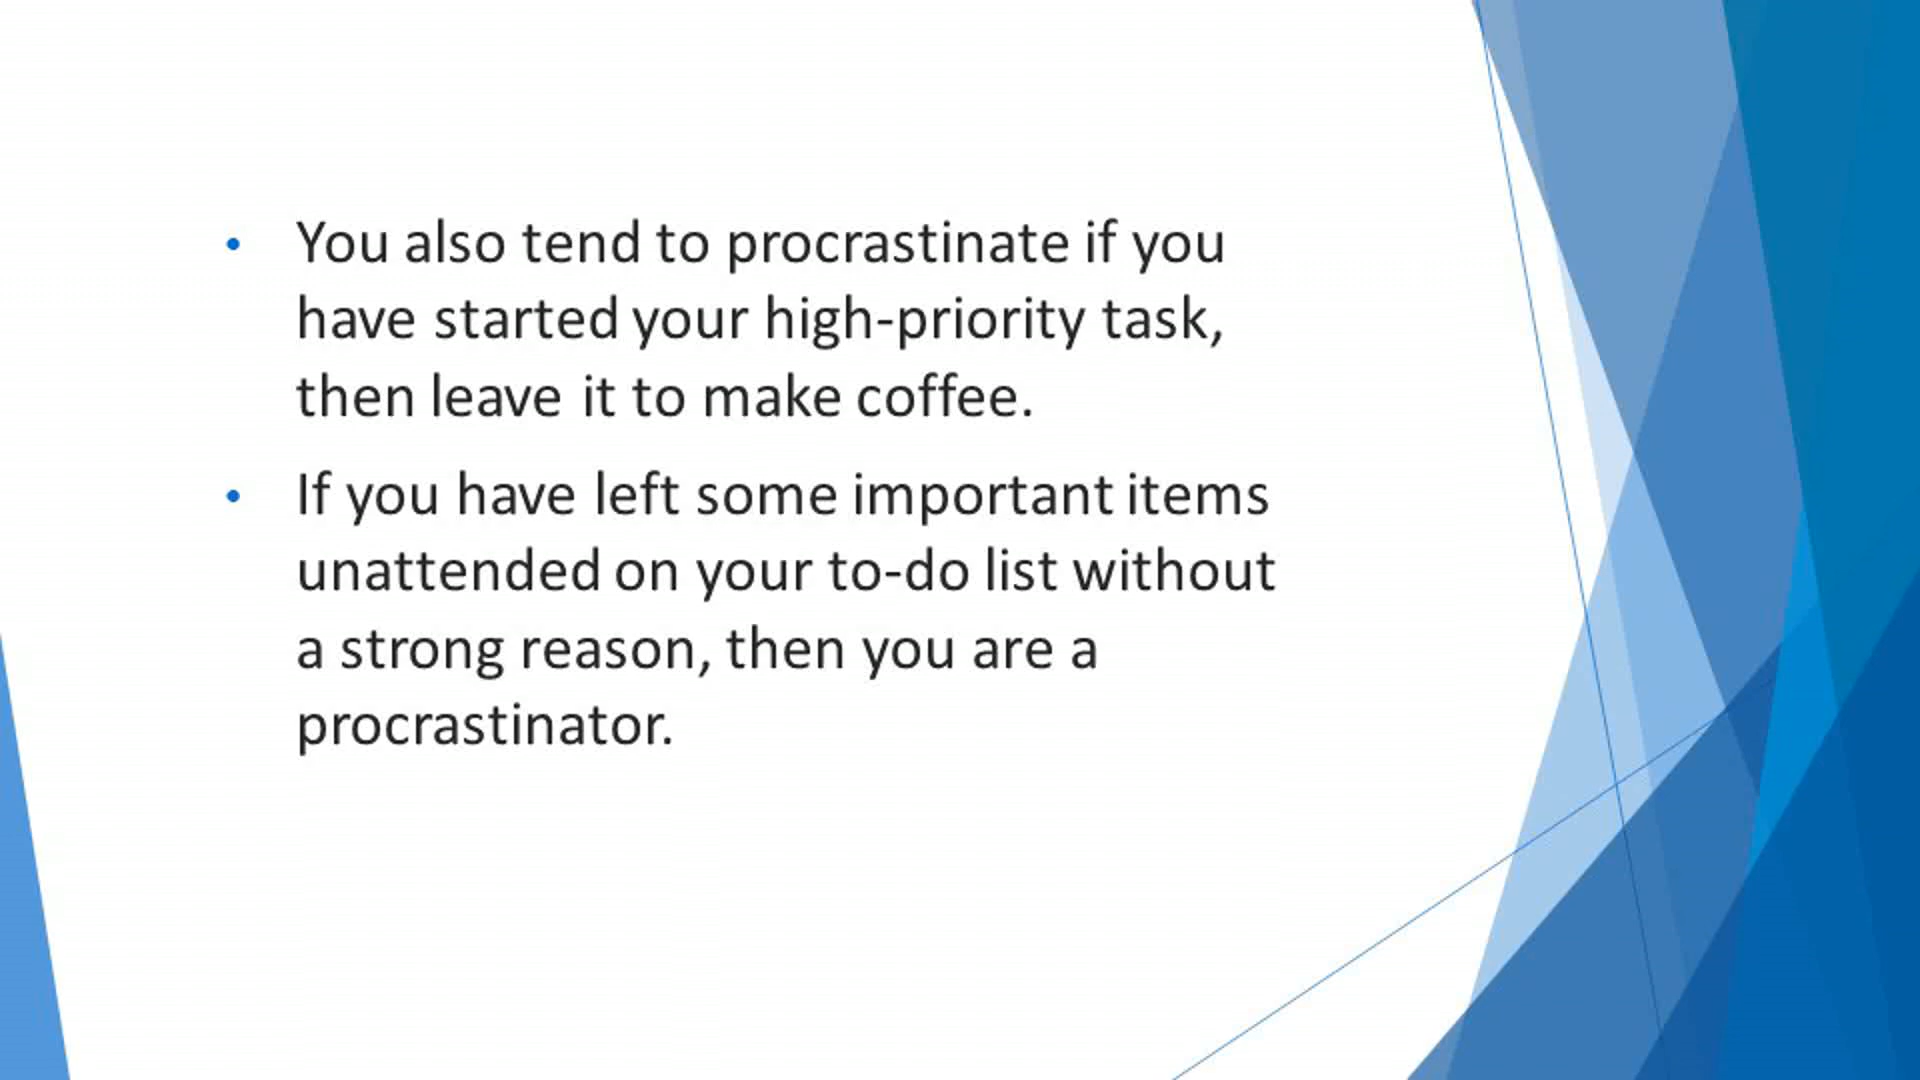 • You also tend to procrastinate if you
have started your high-priority task,
then leave it to make coffee.
• If you have left some important items
unattended on your to-do list without
a strong reason, then you are a
procrastinator.